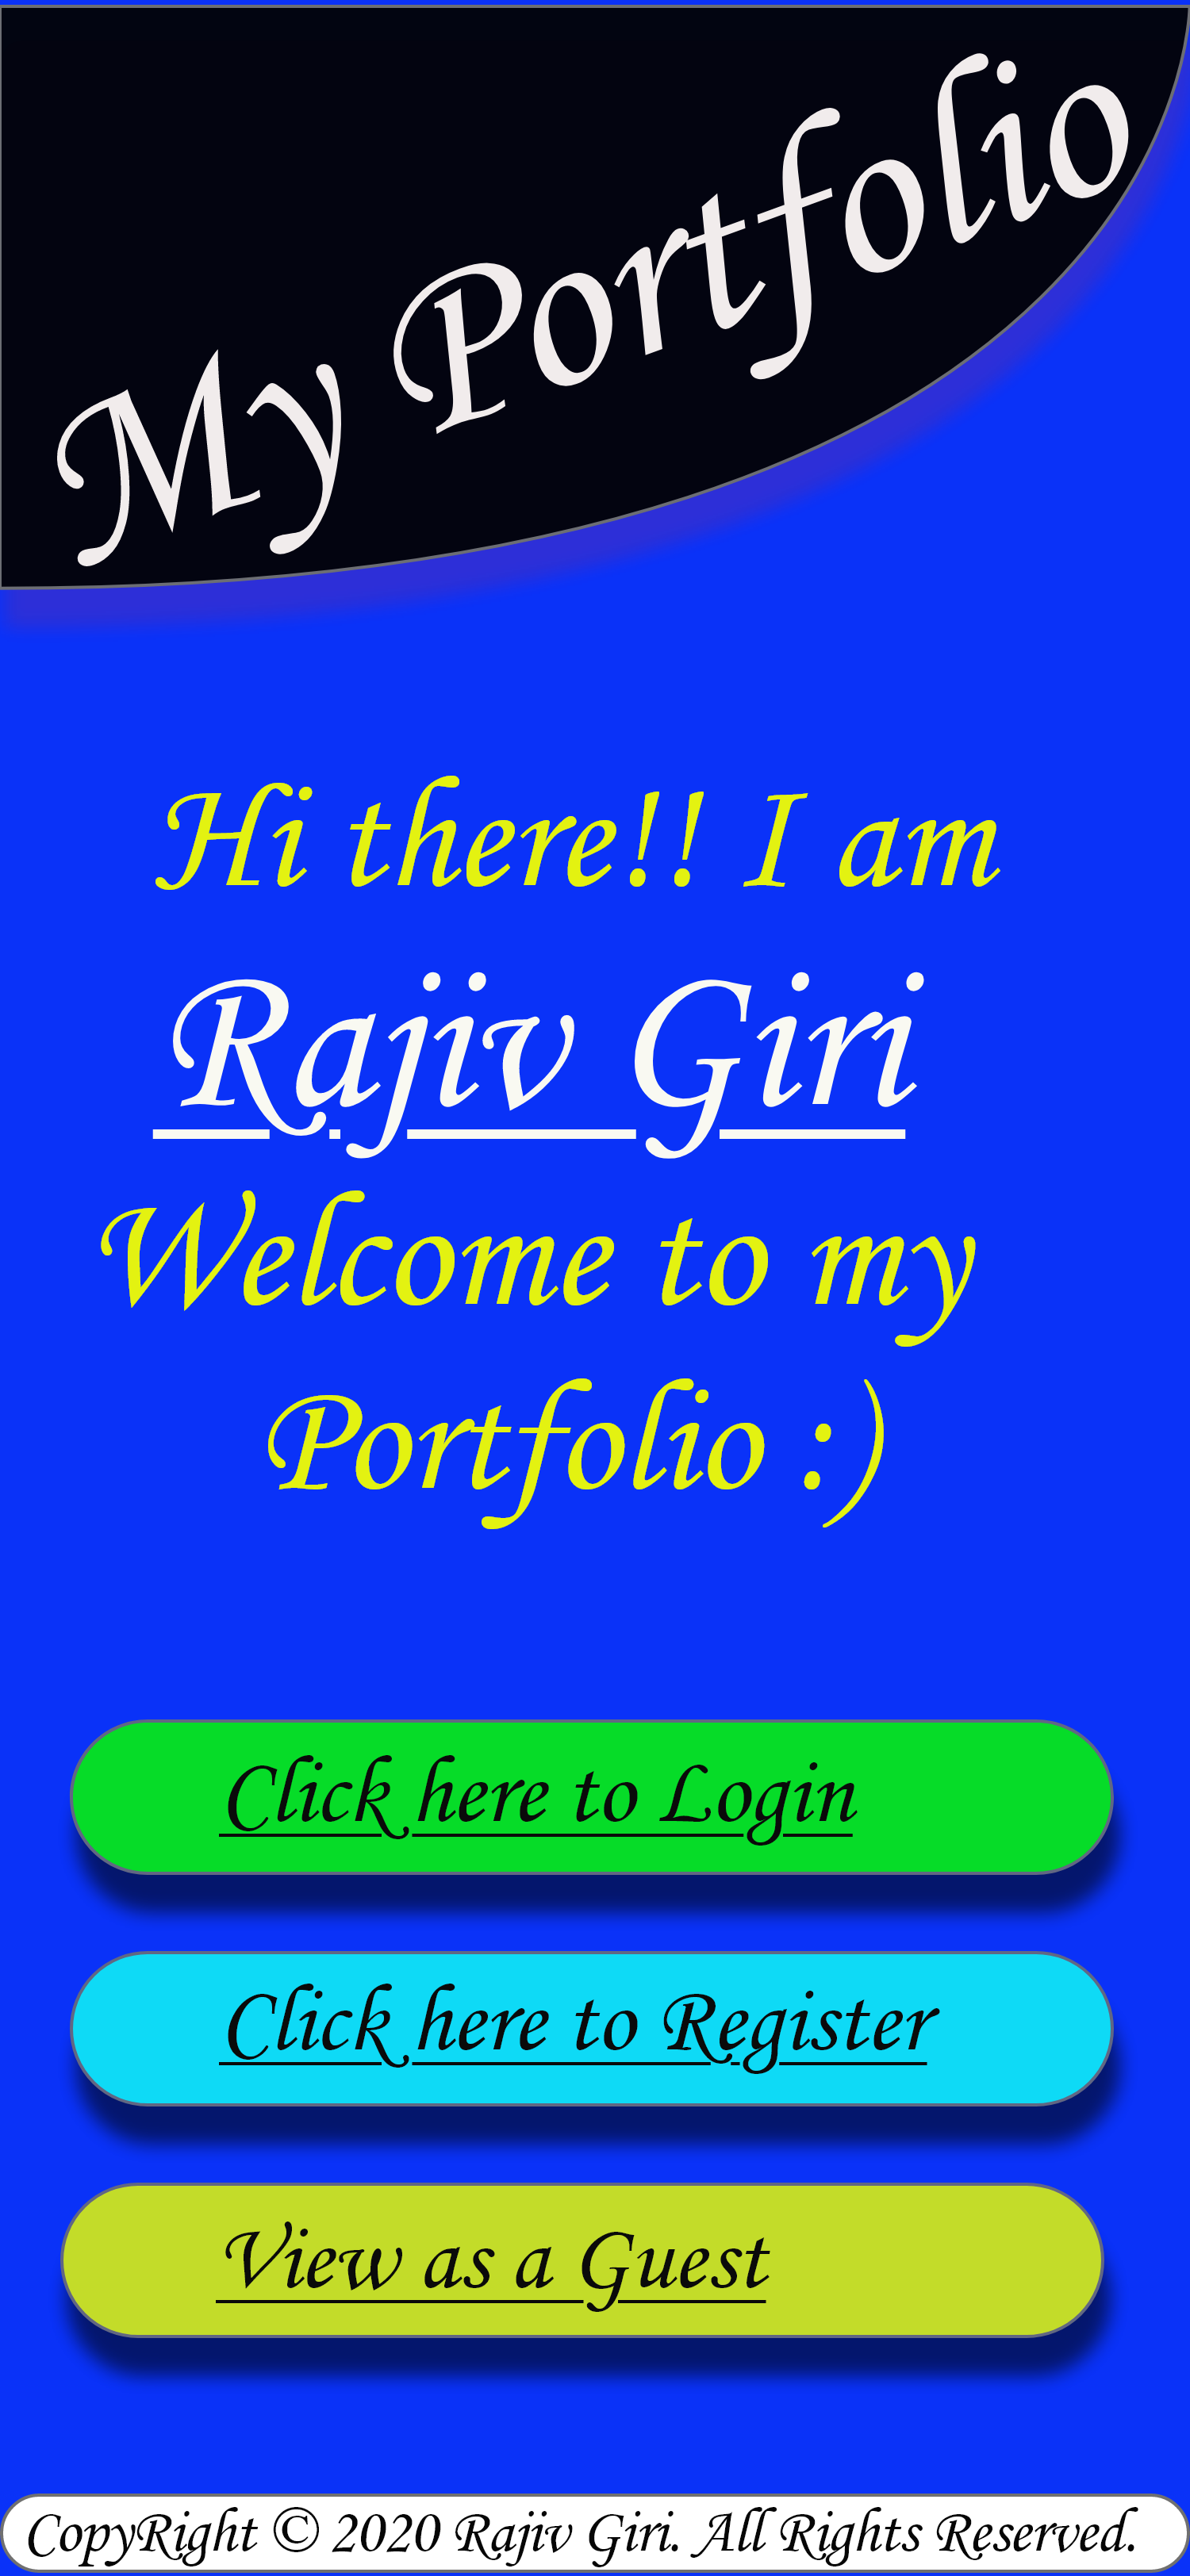 My Portfolio
Hi there!! I am
Rajiv Giri
Welcome to my
Portfolio :)
Click here to Login
Click here to Register
View as a Guest
CopyRight © 2020 Rajiv Giri. All Rights Reserved.